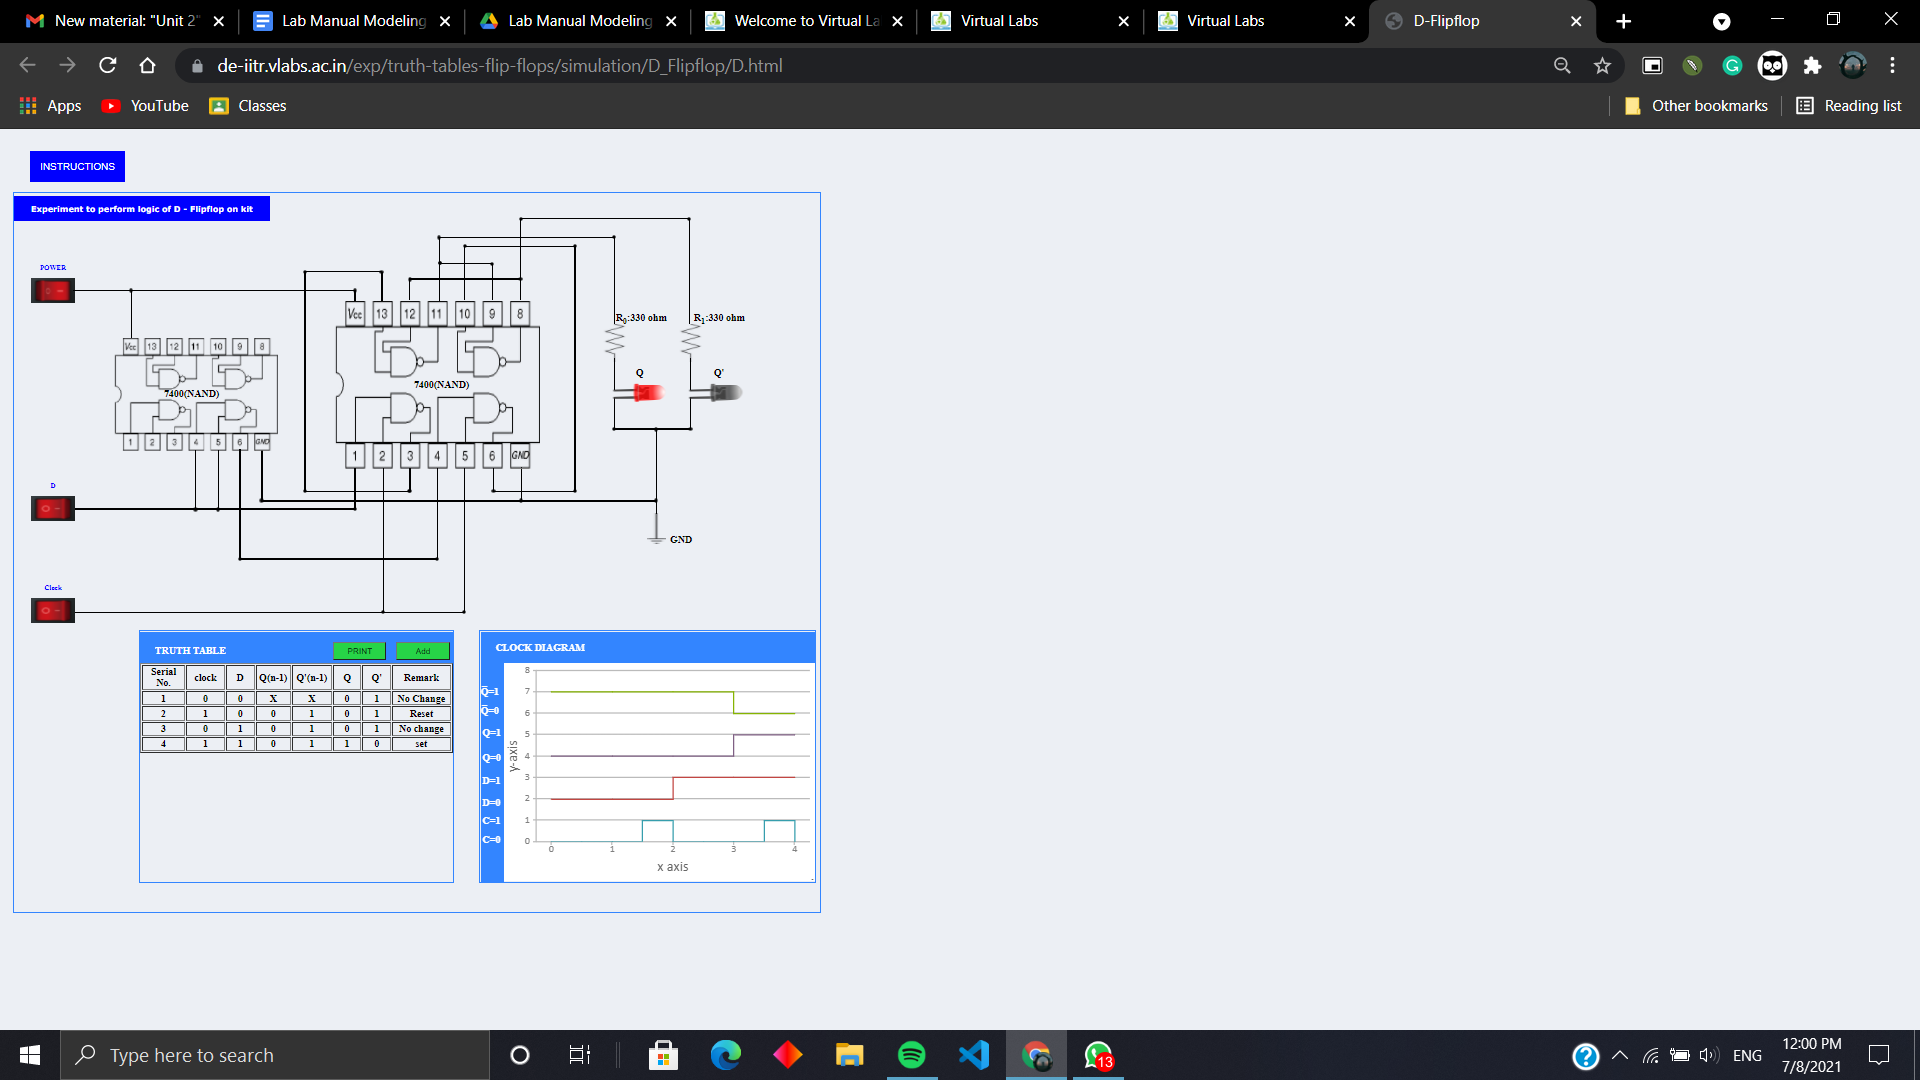 New material: "Unit 2"
Lab Manual Modeling
Lab Manual Modeling
Welcome to Virtual La
Virtual Labs
Virtual Labs
D-Flipflop
de-iitr.vlabs.ac.in/exp/truth-tables-flip-flops/simulation/D_Flipflop/D.html
Apps
YouTube
Classes
Other bookmarks
Reading list
INSTRUCTIONS
Experiment to perform logic of D - Flipflop on kit
POWER
Vcc 13 12 11 10 9 8
R0:330 ohm
R1:330 ohm
Vcc 13 12 11 10 9 8
7400(NAND)
7400(NAND)
Q
Q'
1 2 3 4 5 6 GND
1 2 3 4 5 6 GND
D
GND
Clock
TRUTH TABLE
PRINT
Add
Serial No. clock D Q(n-1) Q'(n-1) Q Q' Remark
1 0 0 X X 0 1 No Change
2 1 0 0 1 0 1 Reset
3 0 1 0 1 0 1 No change
4 1 1 0 1 1 0 set
CLOCK DIAGRAM
8
Q̅=1 7
Q̅=0 6
Q=1 5
Q=0 4
D=1 3
D=0 2
C=1 1
C=0 0
y-axis
0 1 2 3 4
x axis
Type here to search
13
ENG
12:00 PM
7/8/2021